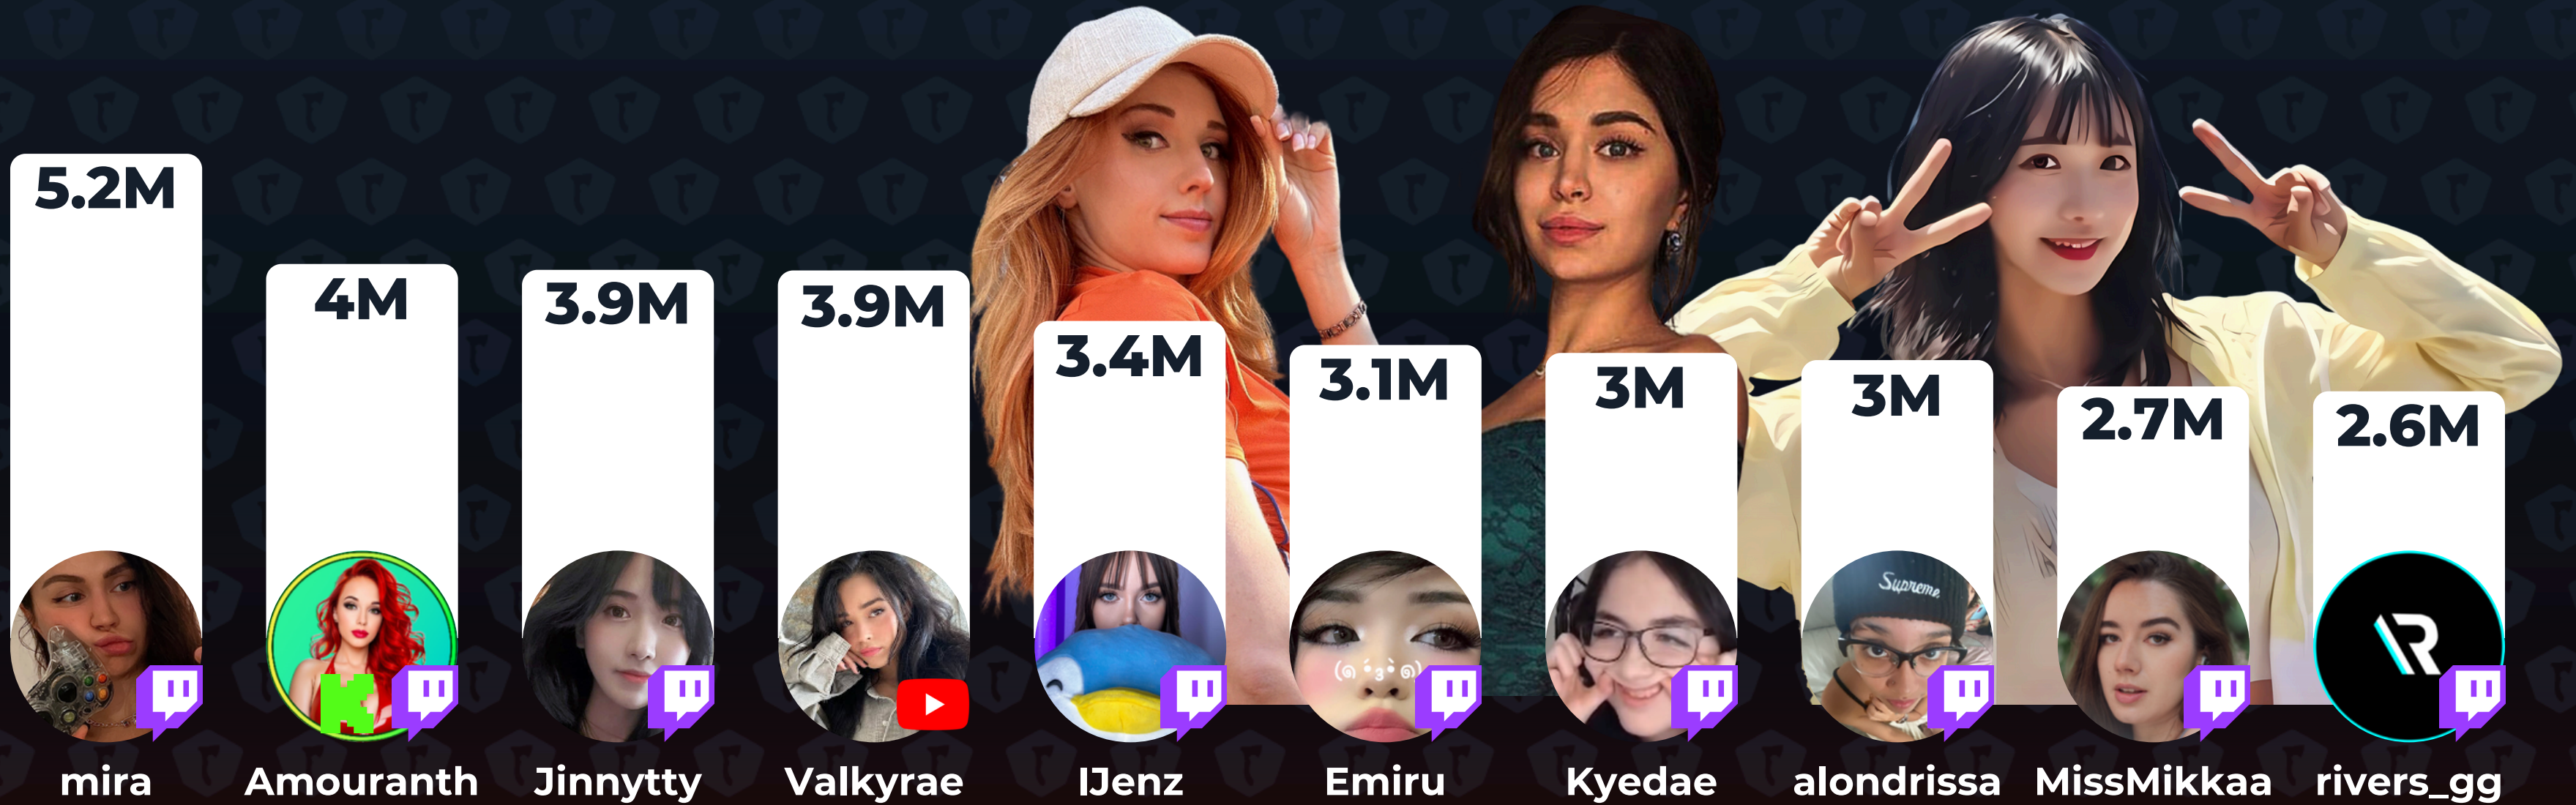 5.2M
4M
3.9M
3.9M
3.4M
3.1M
3M
3M
2.7M
2.6M
Supreme
mira
Amouranth
Jinnytty
Valkyrae
IJenz
Emiru
Kyedae
alondrissa
MissMikkaa
rivers_gg